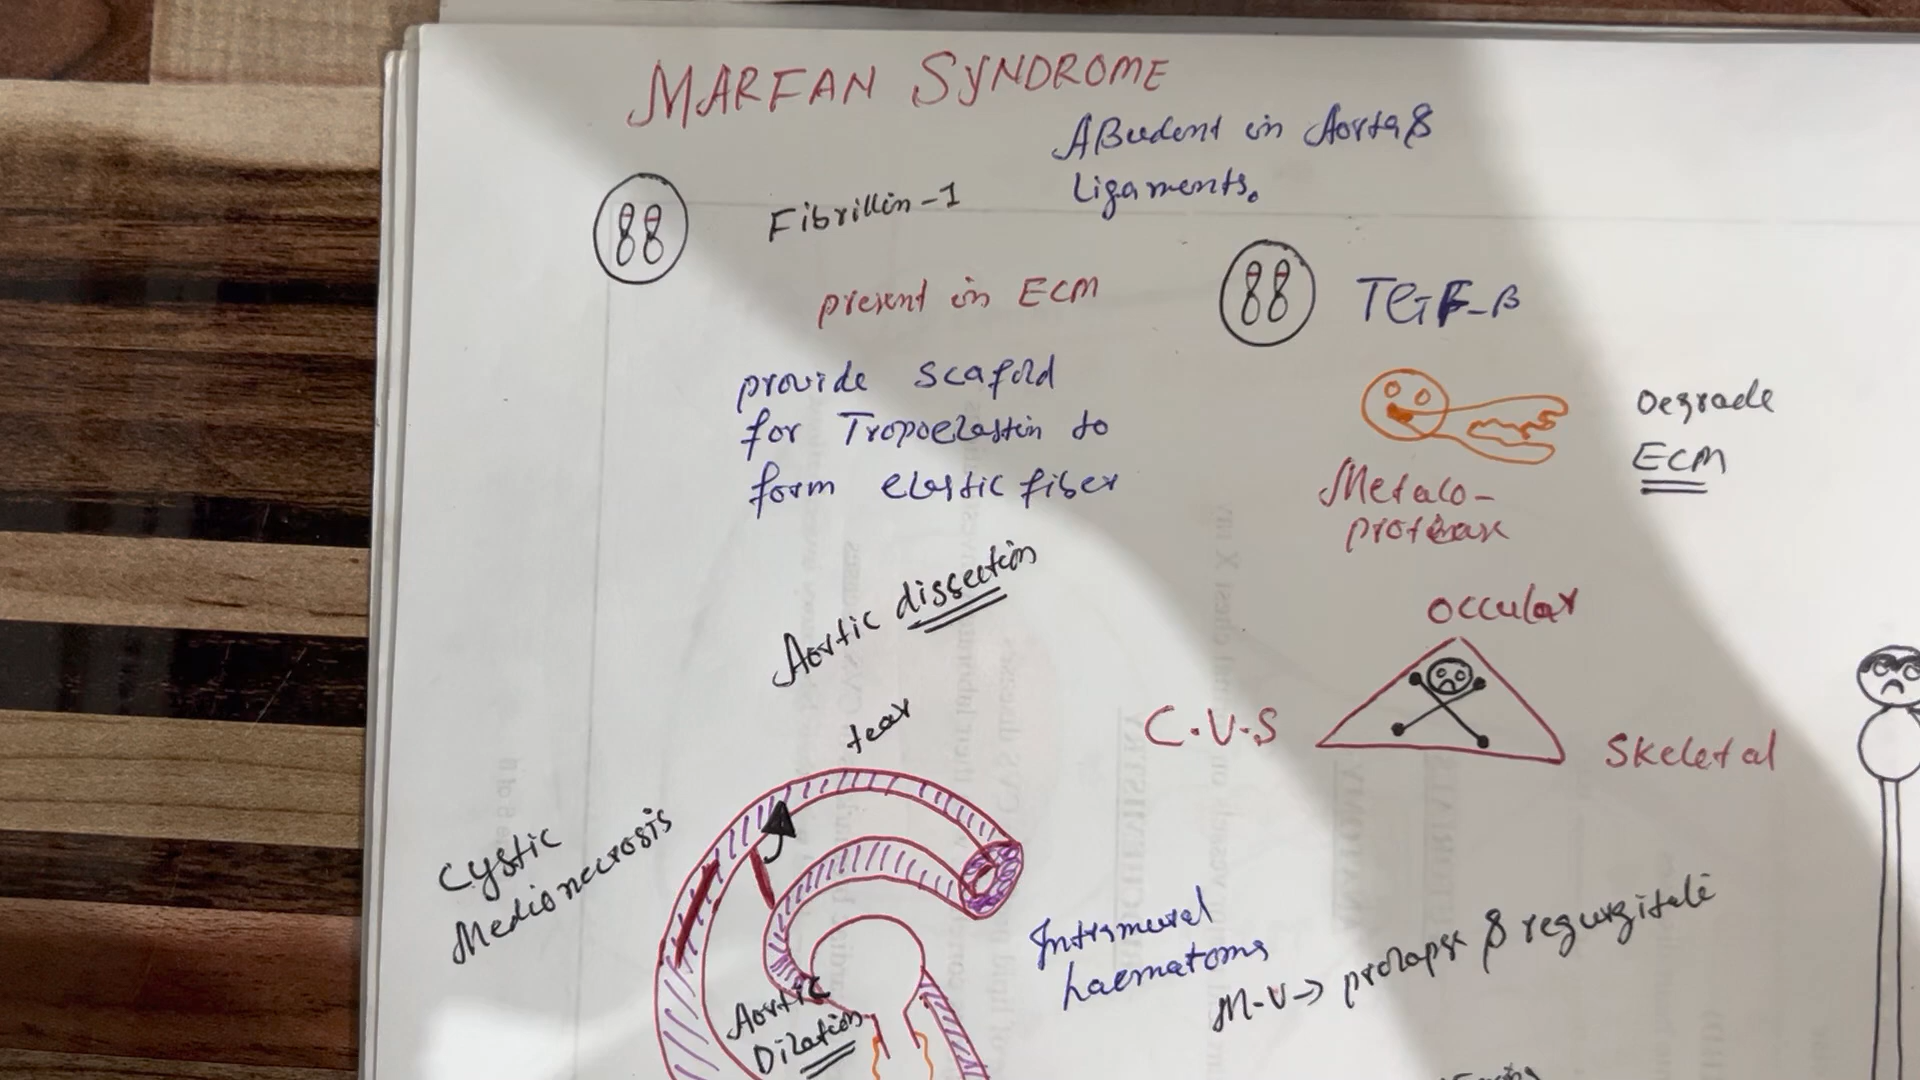 MARFAN SYNDROME
ABudent in Aorta &
Ligaments.
Fibrillin-1
present in ECM
TGF-B
provide scafold
for Tropoelastin to
form elastic fiber
Degrade
ECM
Metalo-
protease
Aortic dissection
tear
Occular
C.V.S
Skeletal
Cystic
Medionecrosis
Intramural
haematoma
M-V-> prolapse & regurgitate
Aortic
Dilation